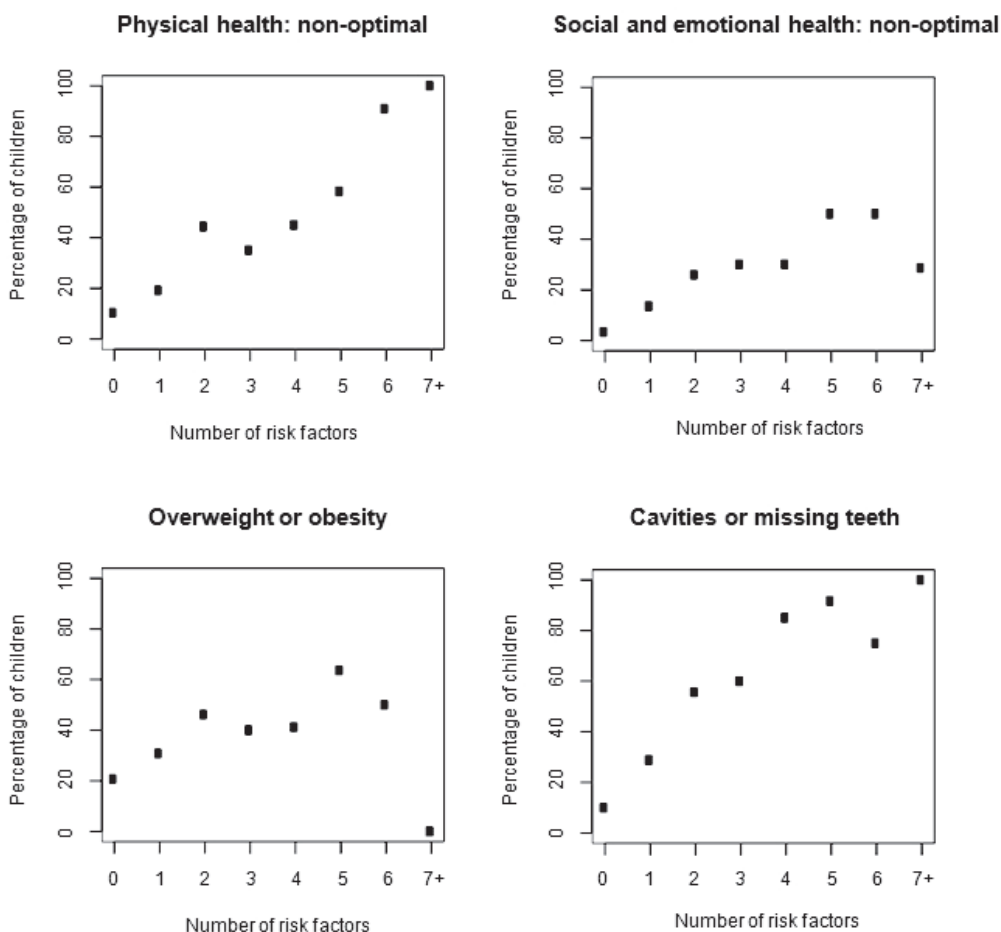 Physical health: non-optimal
Percentage of children
100
80
60
40
20
0
0 1 2 3 4 5 6 7+
Number of risk factors
Social and emotional health: non-optimal
Percentage of children
100
80
60
40
20
0
0 1 2 3 4 5 6 7+
Number of risk factors
Overweight or obesity
Percentage of children
100
80
60
40
20
0
0 1 2 3 4 5 6 7+
Number of risk factors
Cavities or missing teeth
Percentage of children
100
80
60
40
20
0
0 1 2 3 4 5 6 7+
Number of risk factors